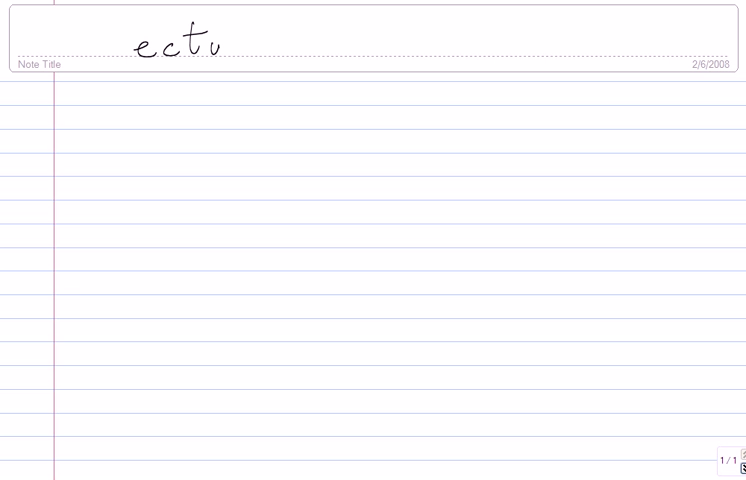 ectu
Note Title
2/6/2008
1 / 1